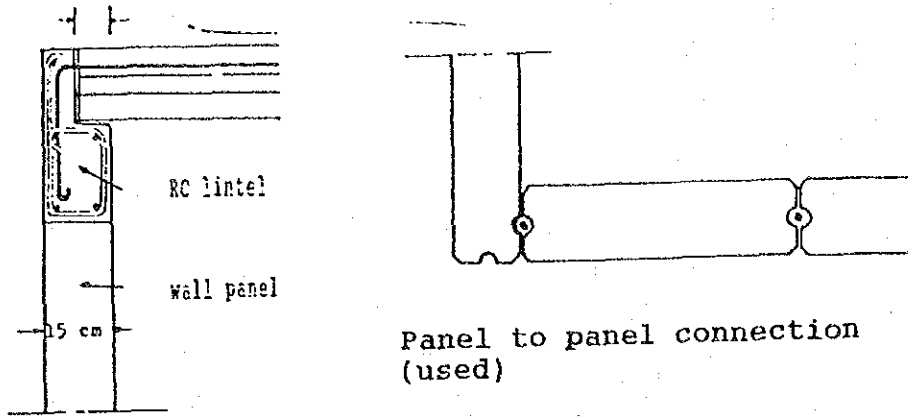 RC lintel
wall panel
15 cm
Panel to panel connection
(used)